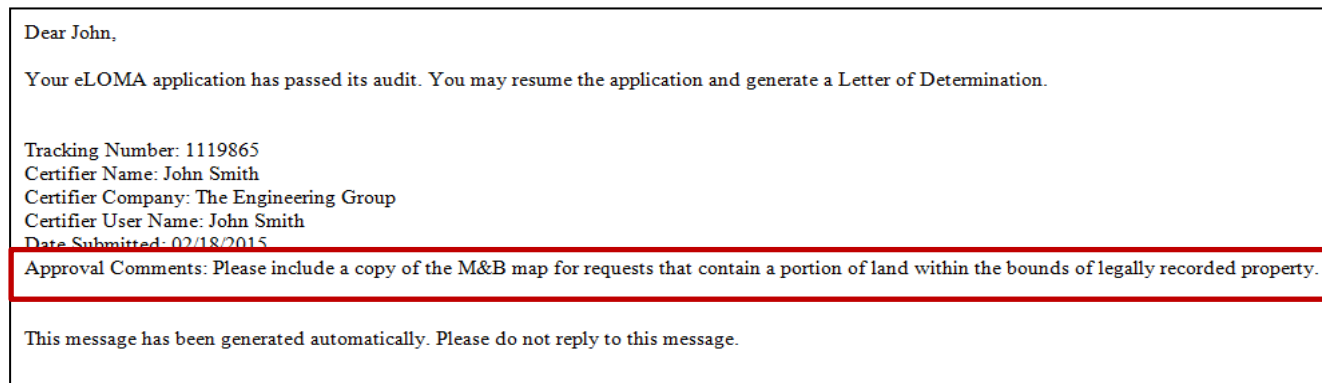 Dear John,
Your eLOMA application has passed its audit. You may resume the application and generate a Letter of Determination.
Tracking Number: 1119865
Certifier Name: John Smith
Certifier Company: The Engineering Group
Certifier User Name: John Smith
Date Submitted: 02/18/2015
Approval Comments: Please include a copy of the M&B map for requests that contain a portion of land within the bounds of legally recorded property.
This message has been generated automatically. Please do not reply to this message.